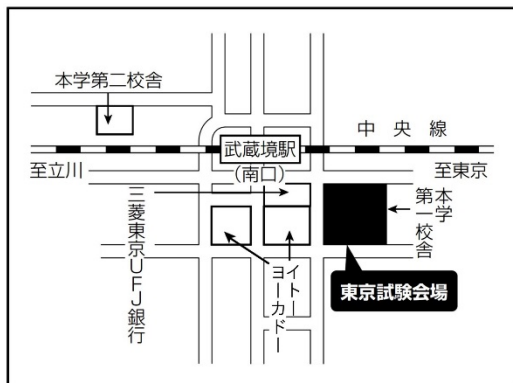 本学第二校舎
中央線
武蔵境駅
(南口)
至立川
至東京
三菱東京UFJ銀行
イトーヨーカドー
本学第一校舎
東京試験会場